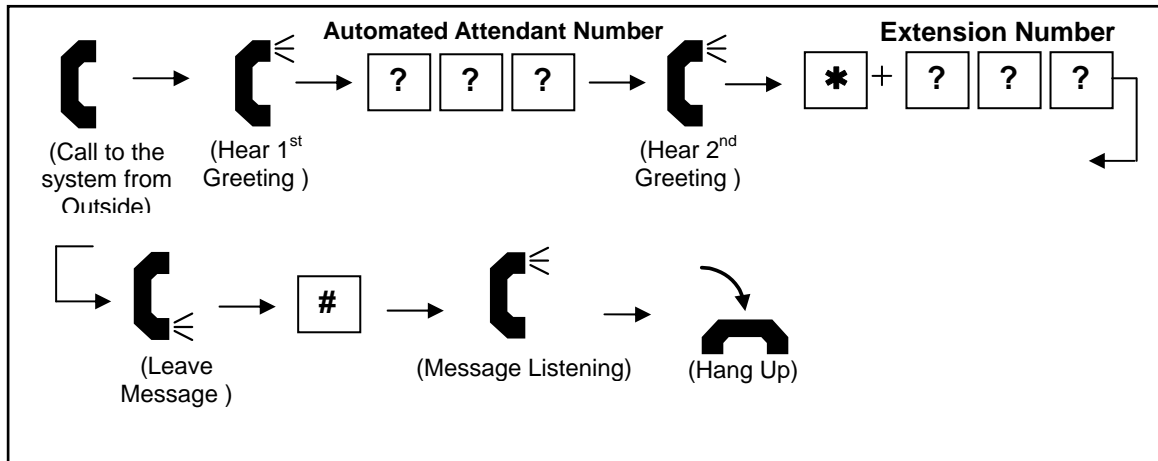 Automated Attendant Number
Extension Number
? ? ?
✱ + ? ? ?
(Call to the
system from
Outside)
(Hear 1st
Greeting )
(Hear 2nd
Greeting )
#
(Leave
Message )
(Message Listening)
(Hang Up)